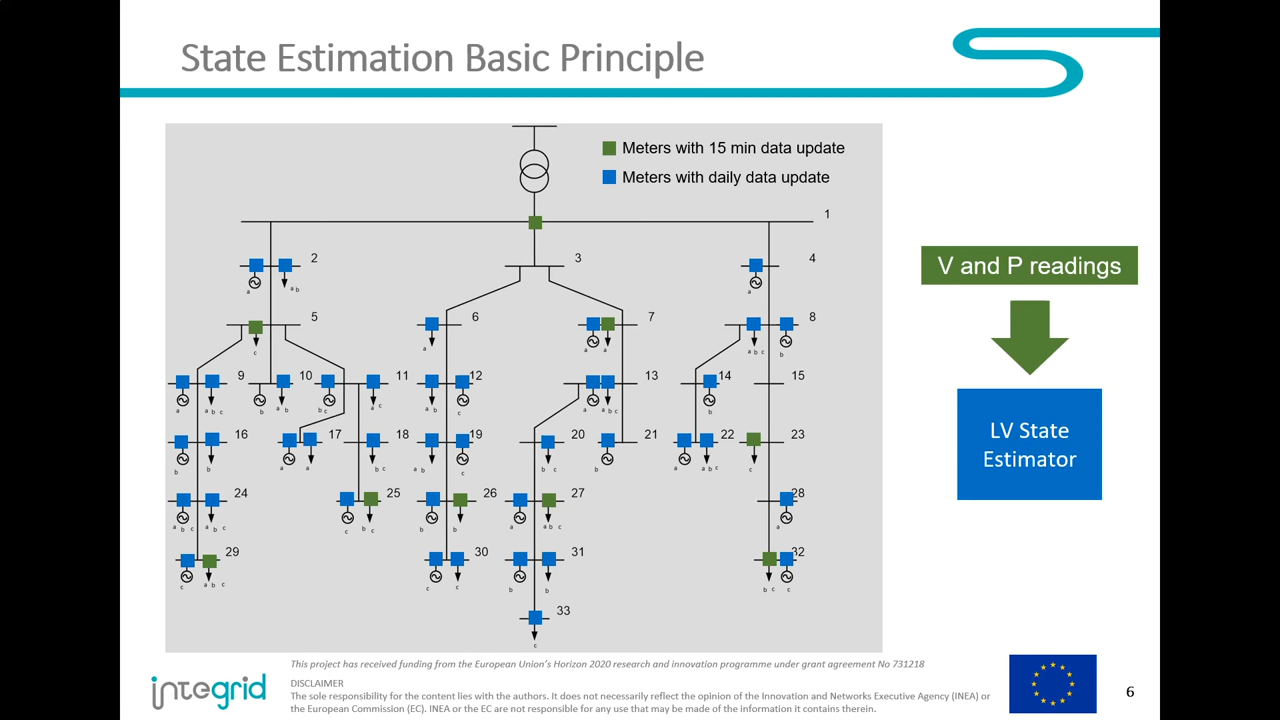 State Estimation Basic Principle
Meters with 15 min data update
Meters with daily data update
1
2
3
4
a
a b
a
5
6
7
8
c
a
a
a
a b c
b
9
10
11
12
13
14
15
a
a b c
b
a b
b c
a c
a b
c
a
a b c
b
16
17
18
19
20
21
22
23
b
b
a
a
b c
a b
c
b c
b
a
a b c
c
24
25
26
27
28
a b c
a b c
c
b c
b
b
a
a b c
a
29
30
31
32
c
a b c
c
c
b
b
b c
c
33
c
V and P readings
LV State
Estimator
This project has received funding from the European Union's Horizon 2020 research and innovation programme under grant agreement No 731218
DISCLAIMER
The sole responsibility for the content lies with the authors. It does not necessarily reflect the opinion of the Innovation and Networks Executive Agency (INEA) or
the European Commission (EC). INEA or the EC are not responsible for any use that may be made of the information it contains therein.
integrid
6